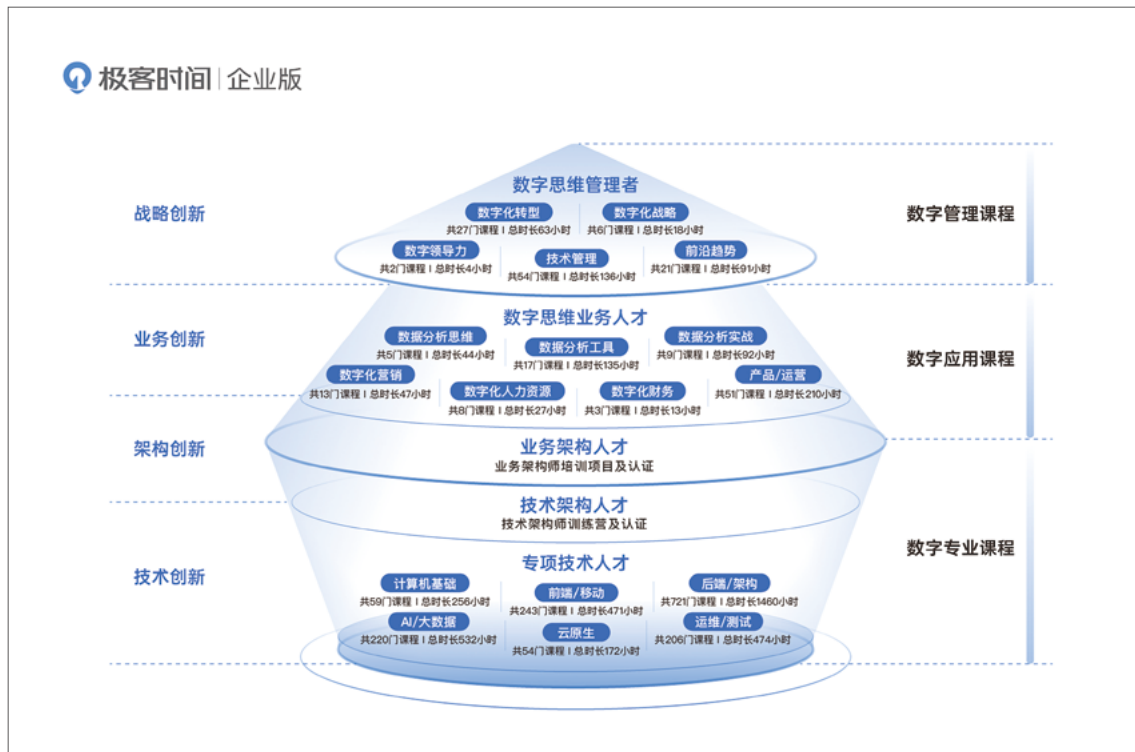 极客时间 | 企业版
数字思维管理者
战略创新
数字化转型
数字化战略
数字管理课程
共27门课程 | 总时长63小时
共6门课程 | 总时长18小时
数字领导力
技术管理
前沿趋势
共2门课程 | 总时长4小时
共54门课程 | 总时长136小时
共21门课程 | 总时长91小时
数字思维业务人才
业务创新
数据分析思维
数据分析工具
数据分析实战
数字应用课程
共5门课程 | 总时长44小时
共17门课程 | 总时长135小时
共9门课程 | 总时长92小时
数字化营销
数字化人力资源
数字化财务
产品/运营
共13门课程 | 总时长47小时
共8门课程 | 总时长27小时
共3门课程 | 总时长13小时
共51门课程 | 总时长210小时
架构创新
业务架构人才
业务架构师培训项目及认证
技术架构人才
技术架构师训练营及认证
数字专业课程
专项技术人才
技术创新
计算机基础
前端/移动
后端/架构
共59门课程 | 总时长256小时
共243门课程 | 总时长471小时
共721门课程 | 总时长1460小时
AI/大数据
云原生
运维/测试
共220门课程 | 总时长532小时
共54门课程 | 总时长172小时
共206门课程 | 总时长474小时